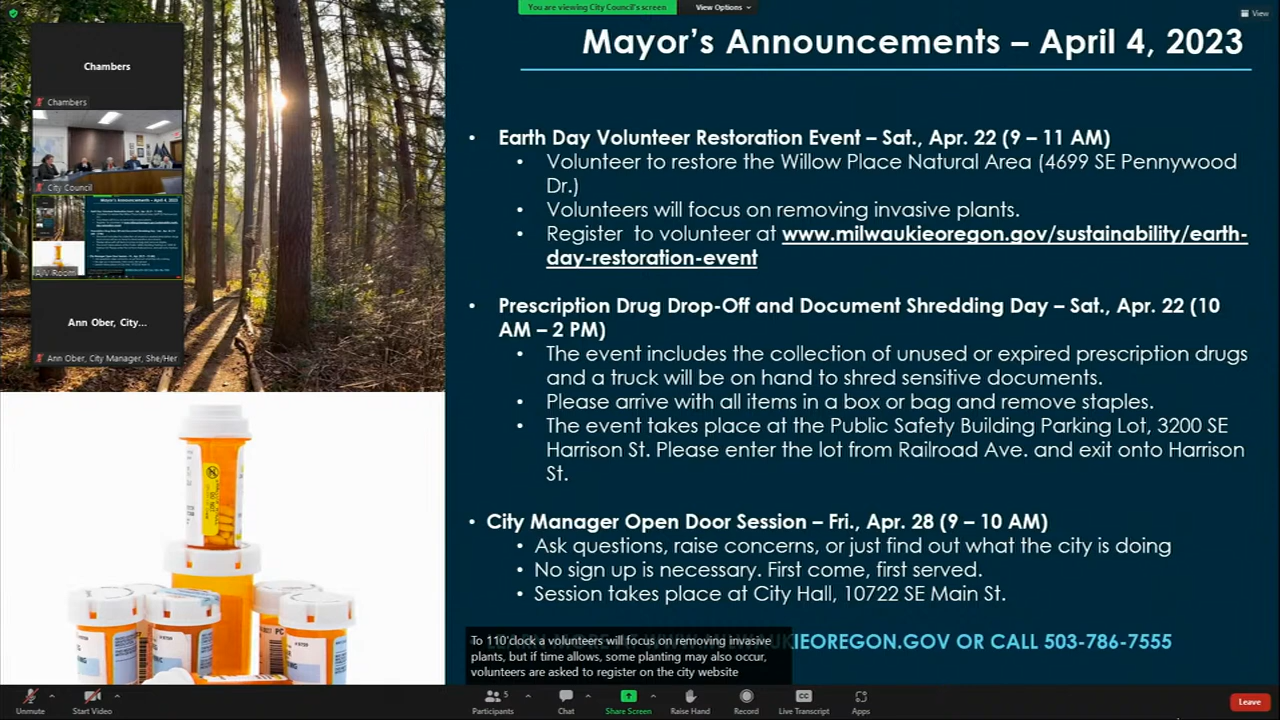 You are viewing City Council's screen
View Options
View
Chambers
Chambers
City Council
A/V Room
Ann Ober, City...
Ann Ober, City Manager, She/Her
Mayor's Announcements – April 4, 2023
• Earth Day Volunteer Restoration Event – Sat., Apr. 22 (9 – 11 AM)
• Volunteer to restore the Willow Place Natural Area (4699 SE Pennywood
Dr.)
• Volunteers will focus on removing invasive plants.
• Register to volunteer at www.milwaukieoregon.gov/sustainability/earth-
day-restoration-event
• Prescription Drug Drop-Off and Document Shredding Day – Sat., Apr. 22 (10
AM – 2 PM)
• The event includes the collection of unused or expired prescription drugs
and a truck will be on hand to shred sensitive documents.
• Please arrive with all items in a box or bag and remove staples.
• The event takes place at the Public Safety Building Parking Lot, 3200 SE
Harrison St. Please enter the lot from Railroad Ave. and exit onto Harrison
St.
• City Manager Open Door Session – Fri., Apr. 28 (9 – 10 AM)
• Ask questions, raise concerns, or just find out what the city is doing
• No sign up is necessary. First come, first served.
• Session takes place at City Hall, 10722 SE Main St.
KIEOREGON.GOV OR CALL 503-786-7555
To 110'clock a volunteers will focus on removing invasive
plants, but if time allows, some planting may also occur,
volunteers are asked to register on the city website
Unmute
Start Video
Participants
5
Chat
Share Screen
Raise Hand
Record
CC
Live Transcript
Apps
Leave